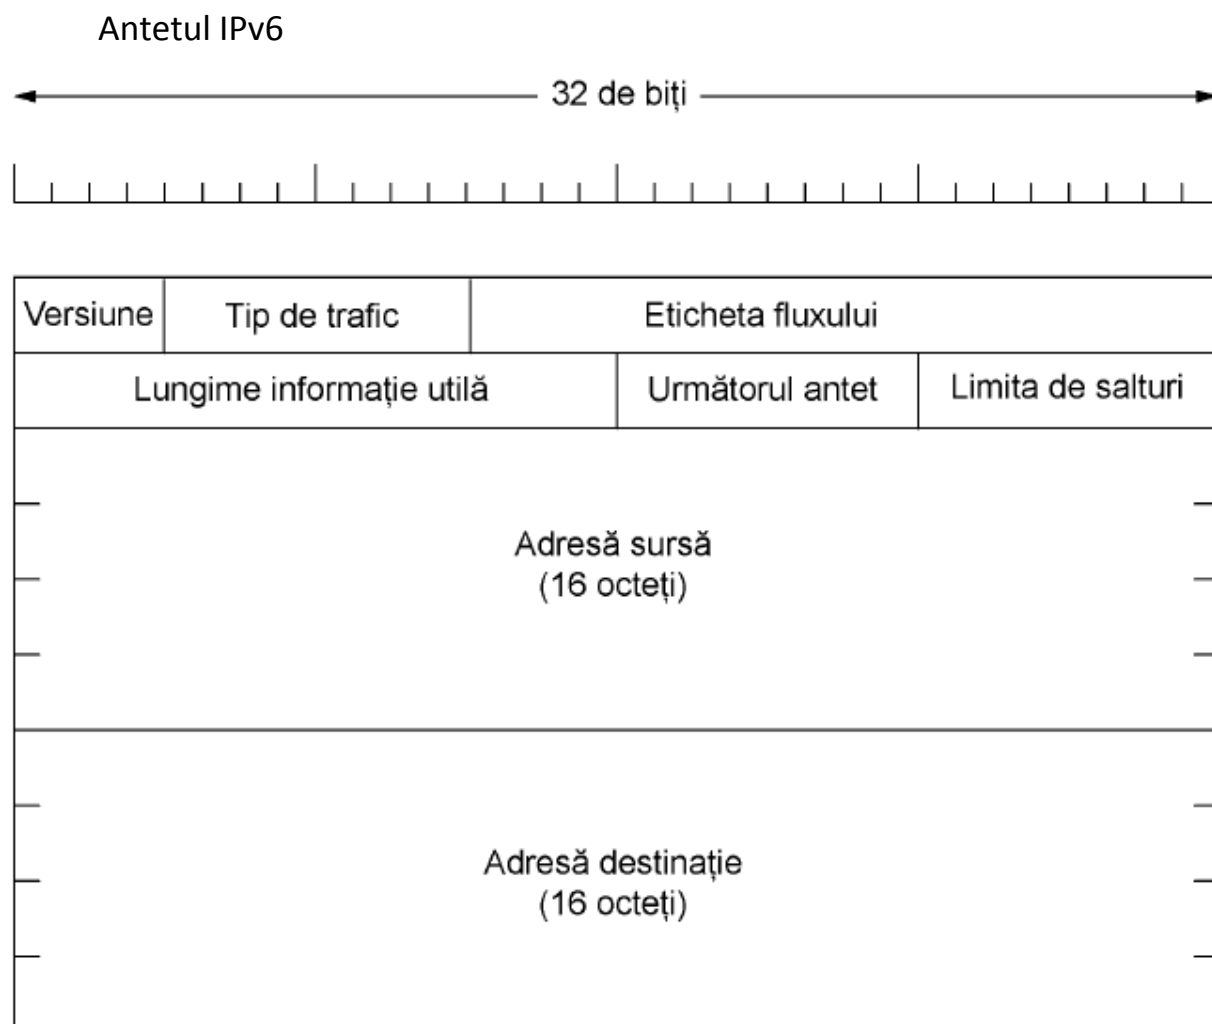 Antetul IPv6
32 de biți
Versiune
Tip de trafic
Eticheta fluxului
Lungime informație utilă
Următorul antet
Limita de salturi
Adresă sursă
(16 octeți)
Adresă destinație
(16 octeți)